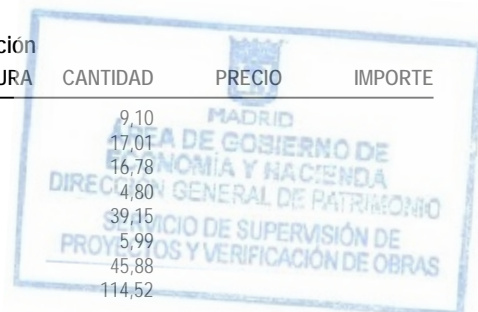 ción
URA CANTIDAD PRECIO IMPORTE
MADRID
9,10
ÁREA DE GOBIERNO DE
17,01
ECONOMÍA Y HACIENDA
16,78
DIRECCIÓN GENERAL DE PATRIMONIO
4,80
39,15
SERVICIO DE SUPERVISIÓN DE
5,99
PROYECTOS Y VERIFICACIÓN DE OBRAS
45,88
114,52